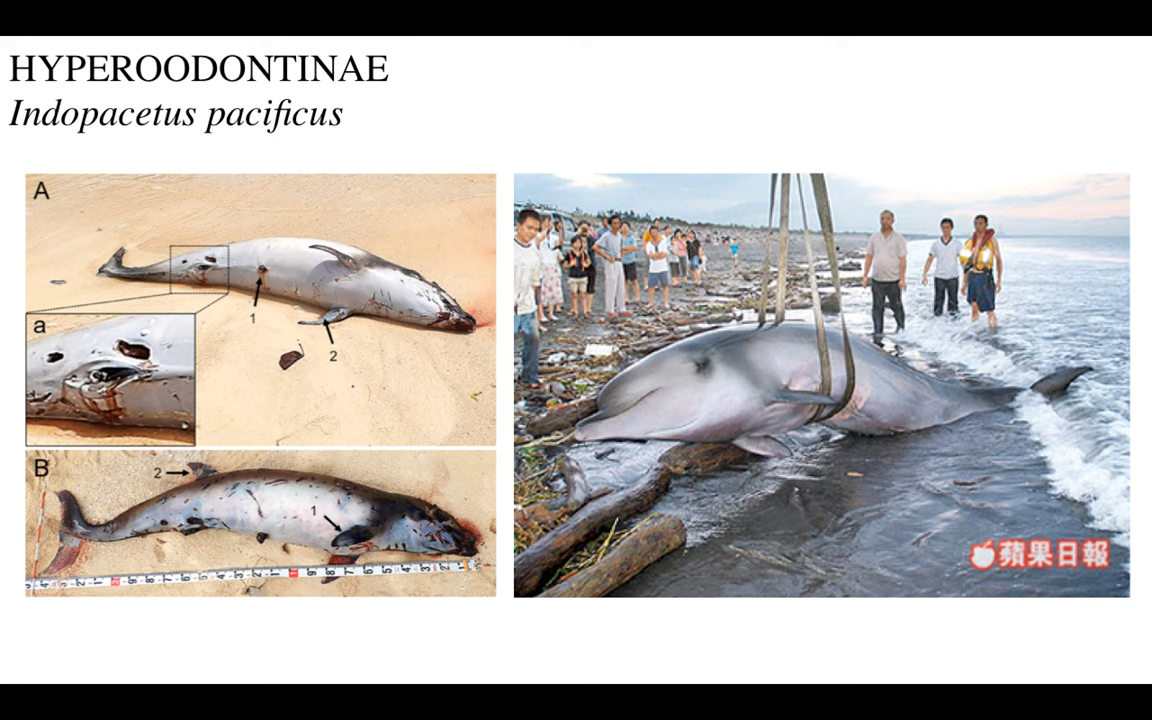 HYPEROODONTINAE
Indopacetus pacificus
A
1
2
a
B
2
1
蘋果日報